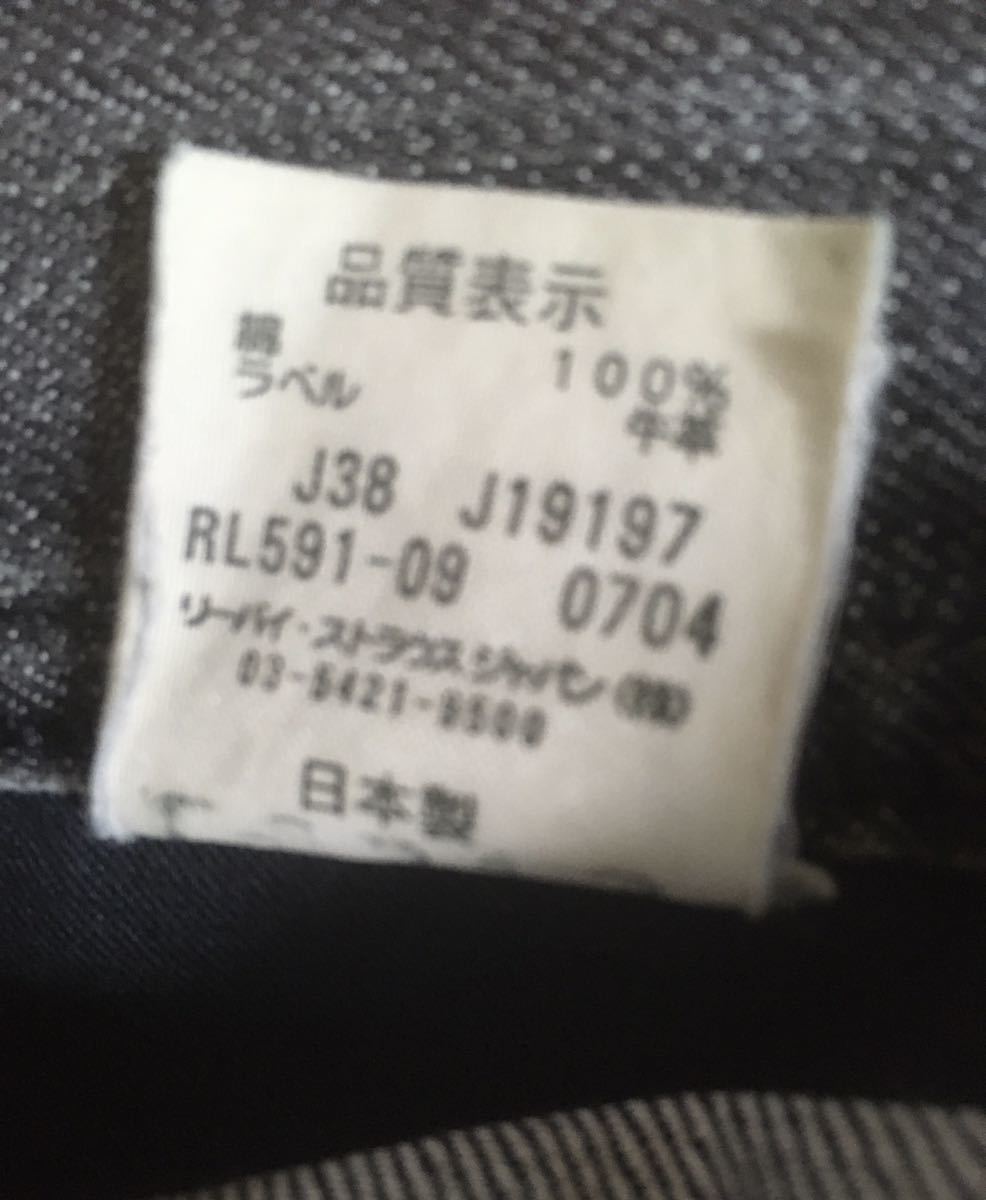 品質表示
綿 100%
ラベル 牛革
J38 J19197
RL591-09 0704
リーバイ・ストラウス ジャパン(株)
03-5421-9500
日本製